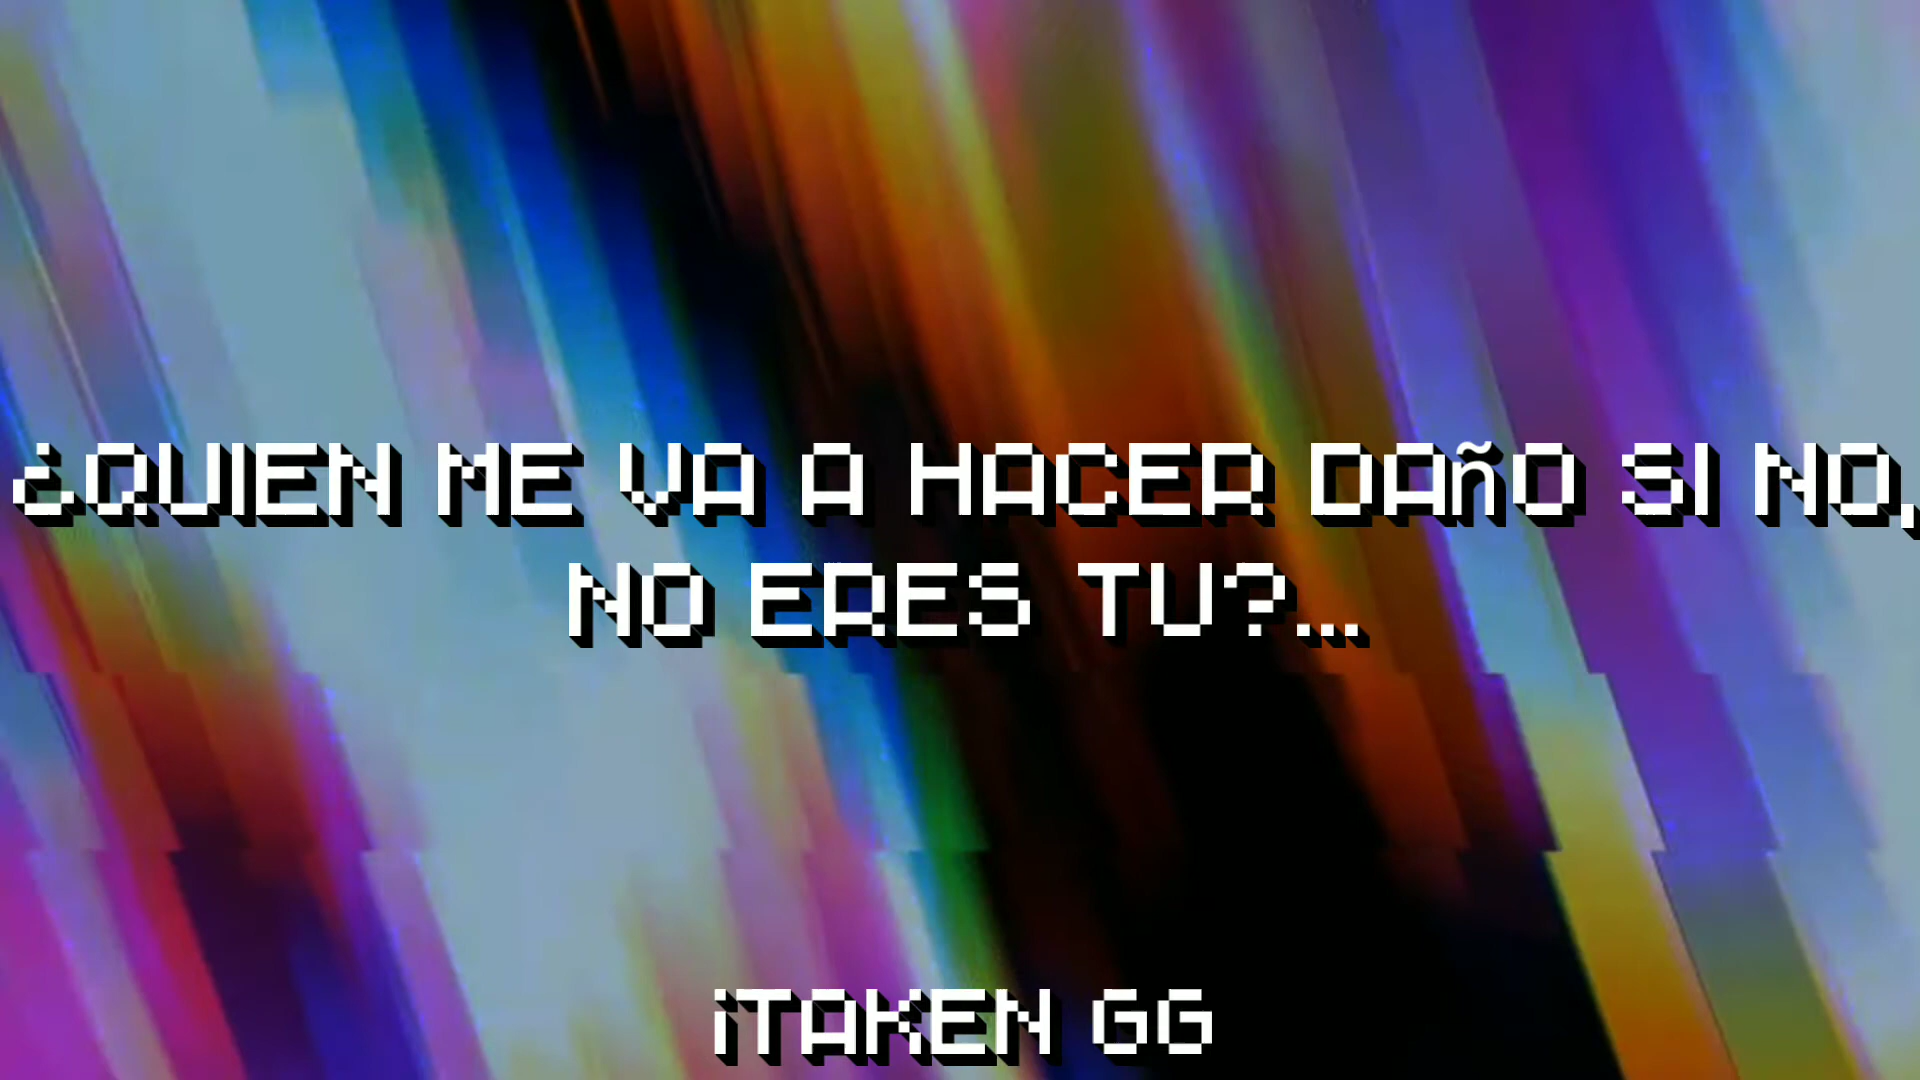 ¿QUIEN ME VA A HACER DAñO SI NO,
NO ERES TU?...
iTAKEN GG